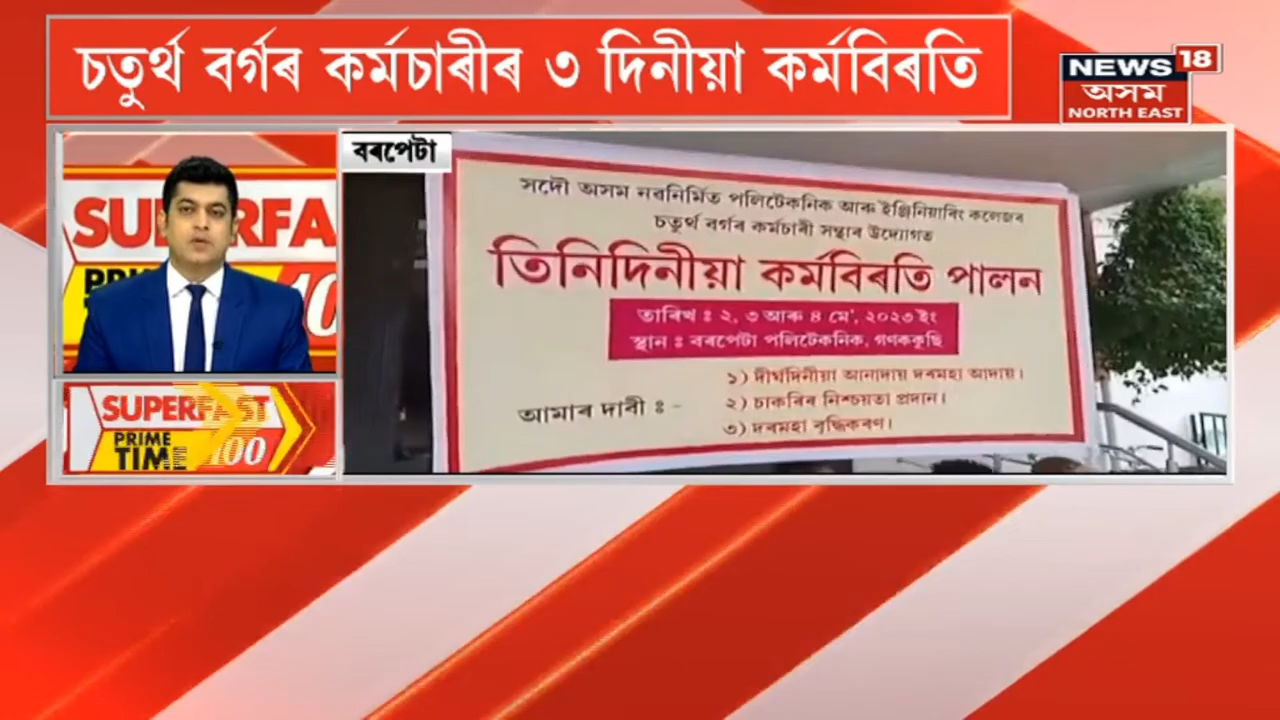 চতুৰ্থ বৰ্গৰ কৰ্মচাৰীৰ ৩ দিনীয়া কৰ্মবিৰতি
NEWS 18
অসম
NORTH EAST
বৰপেটা
সদৌ অসম নৱনিৰ্মিত পলিটেকনিক আৰু ইঞ্জিনিয়াৰিং কলেজৰ
চতুৰ্থ বৰ্গৰ কৰ্মচাৰী সন্থাৰ উদ্যোগত
তিনিদিনীয়া কৰ্মবিৰতি পালন
তাৰিখ : ২, ৩ আৰু ৪ মে', ২০২৩ ইং
স্থান : বৰপেটা পলিটেকনিক, গণককুছি
আমাৰ দাবী : -
১) দীৰ্ঘদিনীয়া আনাদায় দৰমহা আদায়।
২) চাকৰিৰ নিশ্চয়তা প্ৰদান।
৩) দৰমহা বৃদ্ধিকৰণ।
SUPERFAST
PRIME
TIME 100